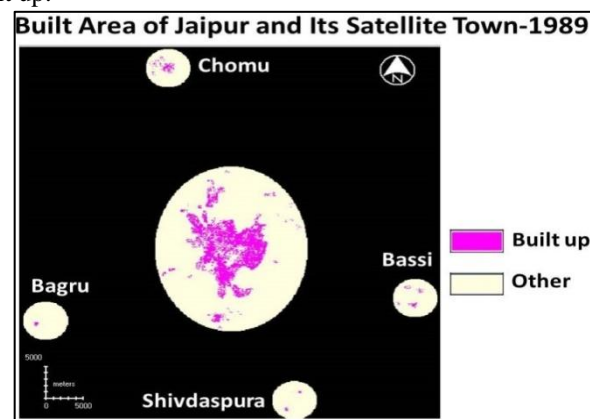 t up.
Built Area of Jaipur and Its Satellite Town-1989
Chomu
N
Built up
Bassi
Other
Bagru
5000
meters
0 5000
Shivdaspura